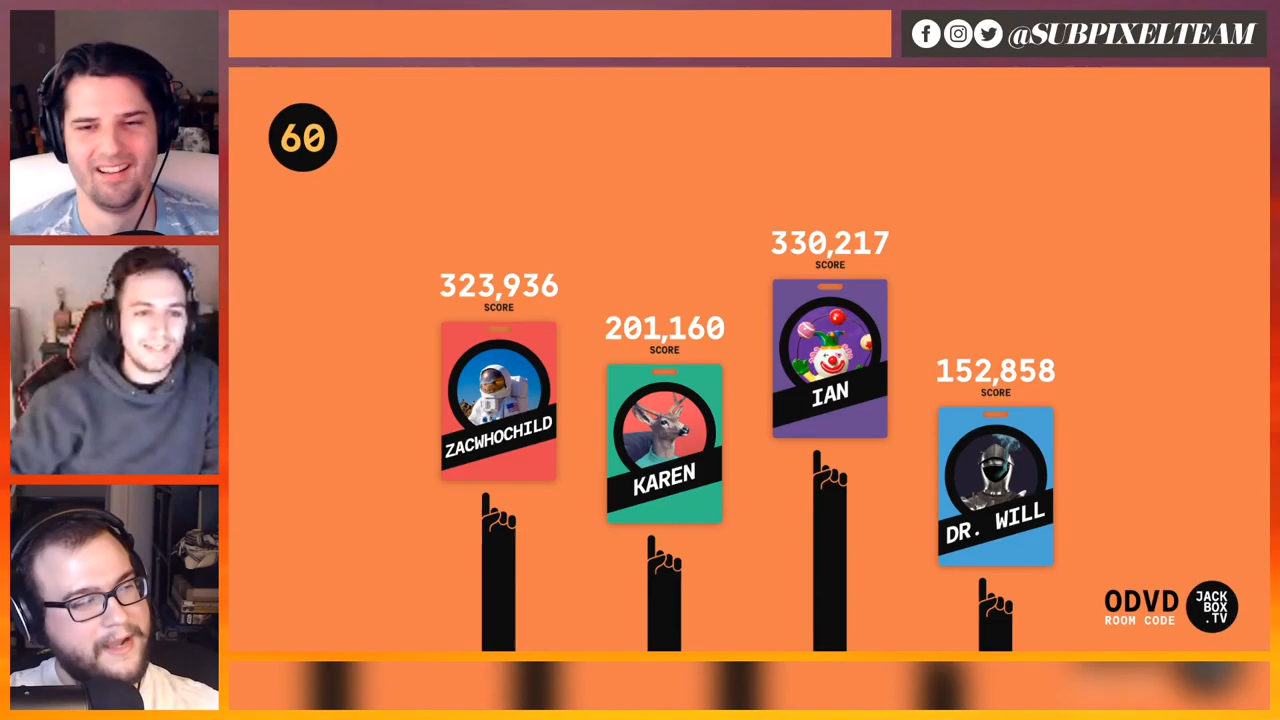 @SUBPIXELTEAM
60
323,936
SCORE
ZACWHOCHILD
201,160
SCORE
KAREN
330,217
SCORE
IAN
152,858
SCORE
DR. WILL
ODVD
ROOM CODE
JACK
BOX
.TV